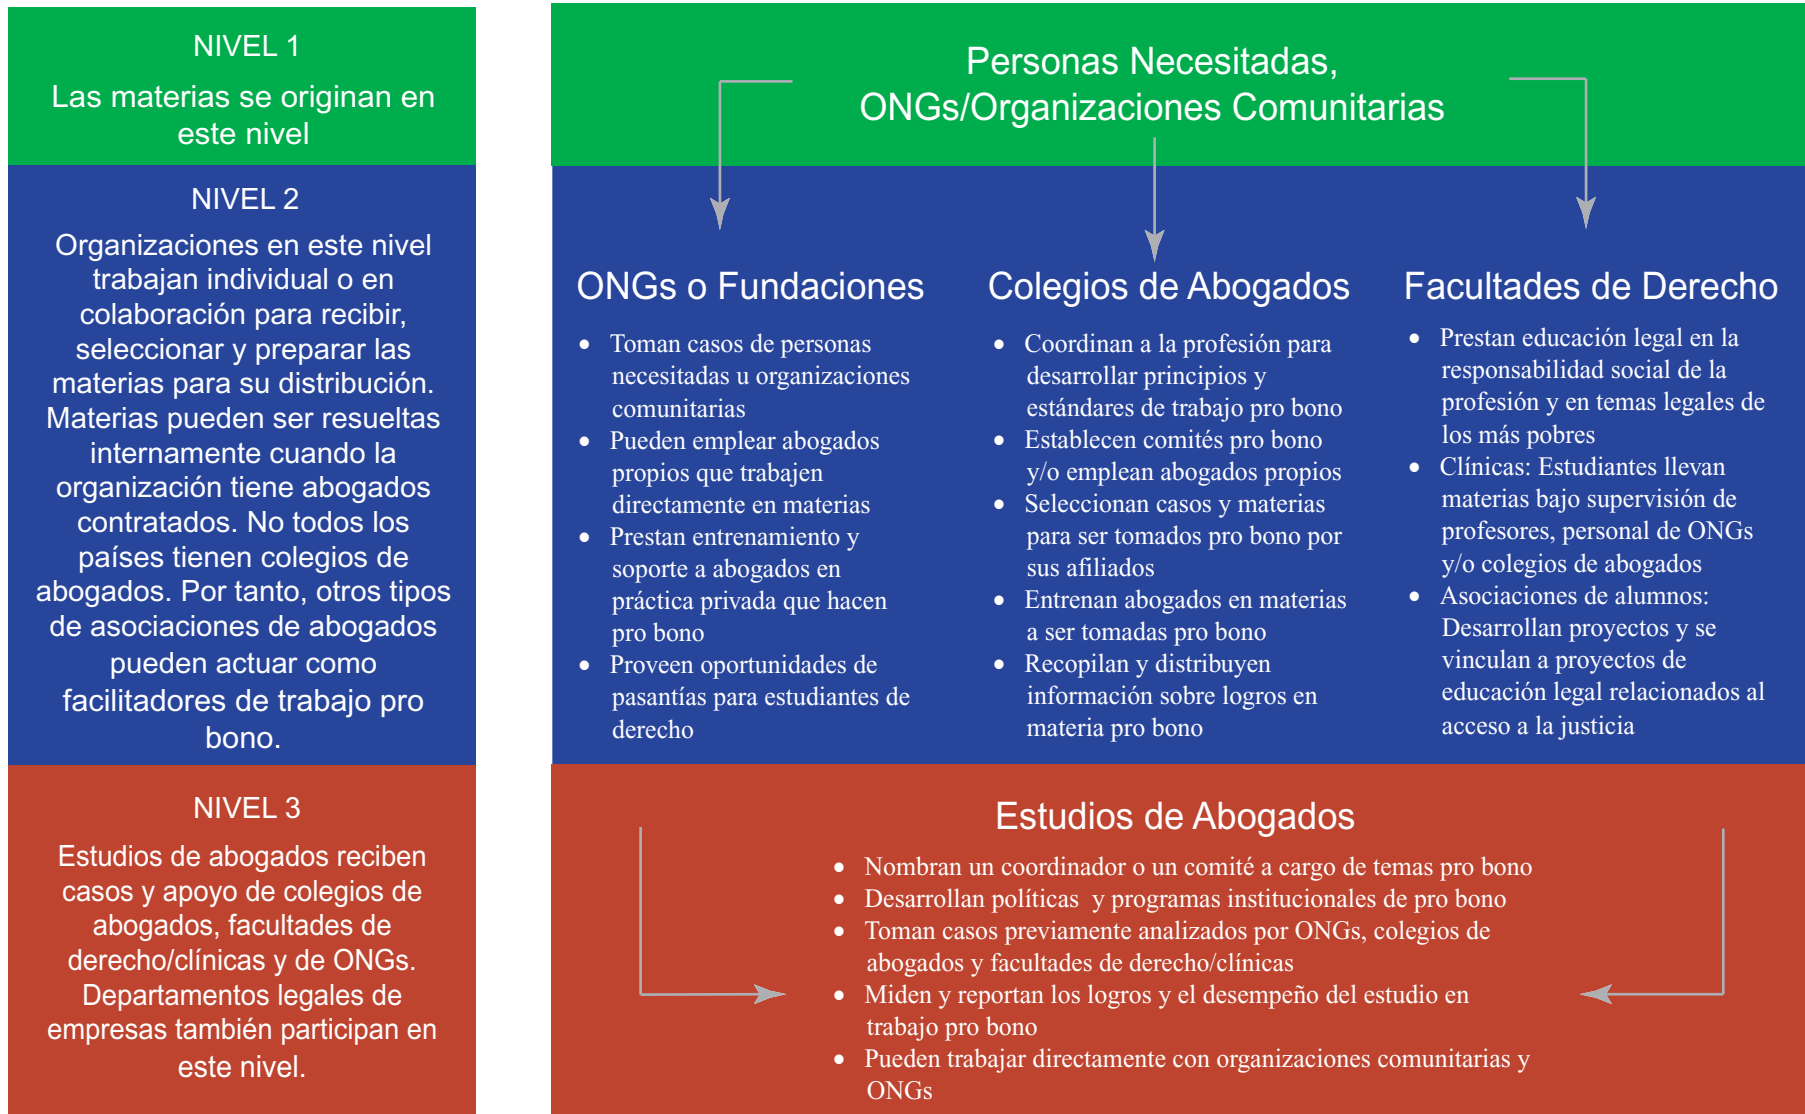 NIVEL 1
Las materias se originan en
este nivel
NIVEL 2
Organizaciones en este nivel
trabajan individual o en
colaboración para recibir,
seleccionar y preparar las
materias para su distribución.
Materias pueden ser resueltas
internamente cuando la
organización tiene abogados
contratados. No todos los
países tienen colegios de
abogados. Por tanto, otros tipos
de asociaciones de abogados
pueden actuar como
facilitadores de trabajo pro
bono.
NIVEL 3
Estudios de abogados reciben
casos y apoyo de colegios de
abogados, facultades de
derecho/clínicas y de ONGs.
Departamentos legales de
empresas también participan en
este nivel.
Personas Necesitadas,
ONGs/Organizaciones Comunitarias
ONGs o Fundaciones
• Toman casos de personas
necesitadas u organizaciones
comunitarias
• Pueden emplear abogados
propios que trabajen
directamente en materias
• Prestan entrenamiento y
soporte a abogados en
práctica privada que hacen
pro bono
• Proveen oportunidades de
pasantías para estudiantes de
derecho
Colegios de Abogados
• Coordinan a la profesión para
desarrollar principios y
estándares de trabajo pro bono
• Establecen comités pro bono
y/o emplean abogados propios
• Seleccionan casos y materias
para ser tomados pro bono por
sus afiliados
• Entrenan abogados en materias
a ser tomadas pro bono
• Recopilan y distribuyen
información sobre logros en
materia pro bono
Facultades de Derecho
• Prestan educación legal en la
responsabilidad social de la
profesión y en temas legales de
los más pobres
• Clínicas: Estudiantes llevan
materias bajo supervisión de
profesores, personal de ONGs
y/o colegios de abogados
• Asociaciones de alumnos:
Desarrollan proyectos y se
vinculan a proyectos de
educación legal relacionados al
acceso a la justicia
Estudios de Abogados
• Nombran un coordinador o un comité a cargo de temas pro bono
• Desarrollan políticas y programas institucionales de pro bono
• Toman casos previamente analizados por ONGs, colegios de
abogados y facultades de derecho/clínicas
• Miden y reportan los logros y el desempeño del estudio en
trabajo pro bono
• Pueden trabajar directamente con organizaciones comunitarias y
ONGs